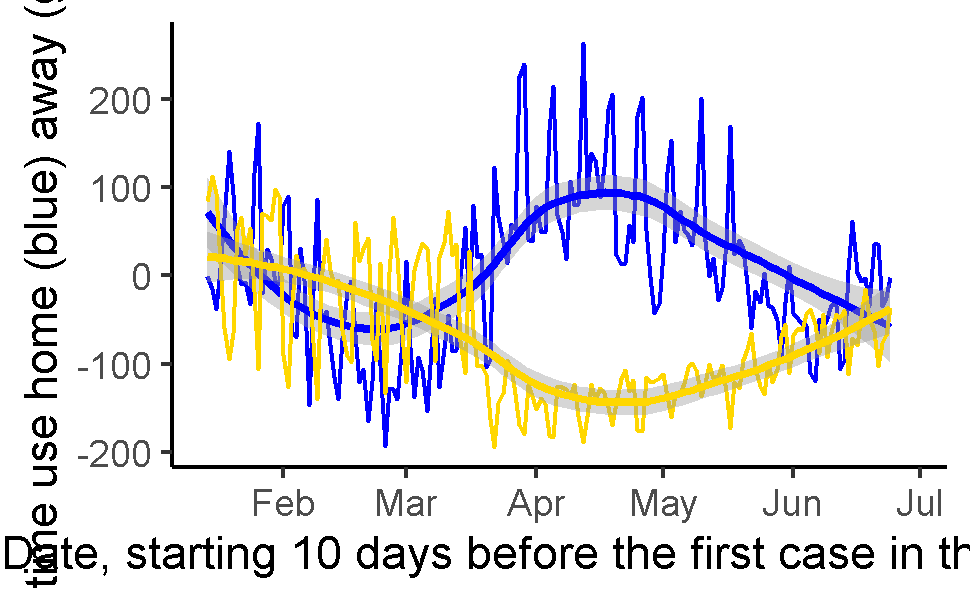 time use home (blue) away (
200
100
0
-100
-200
Feb Mar Apr May Jun Jul
Date, starting 10 days before the first case in th